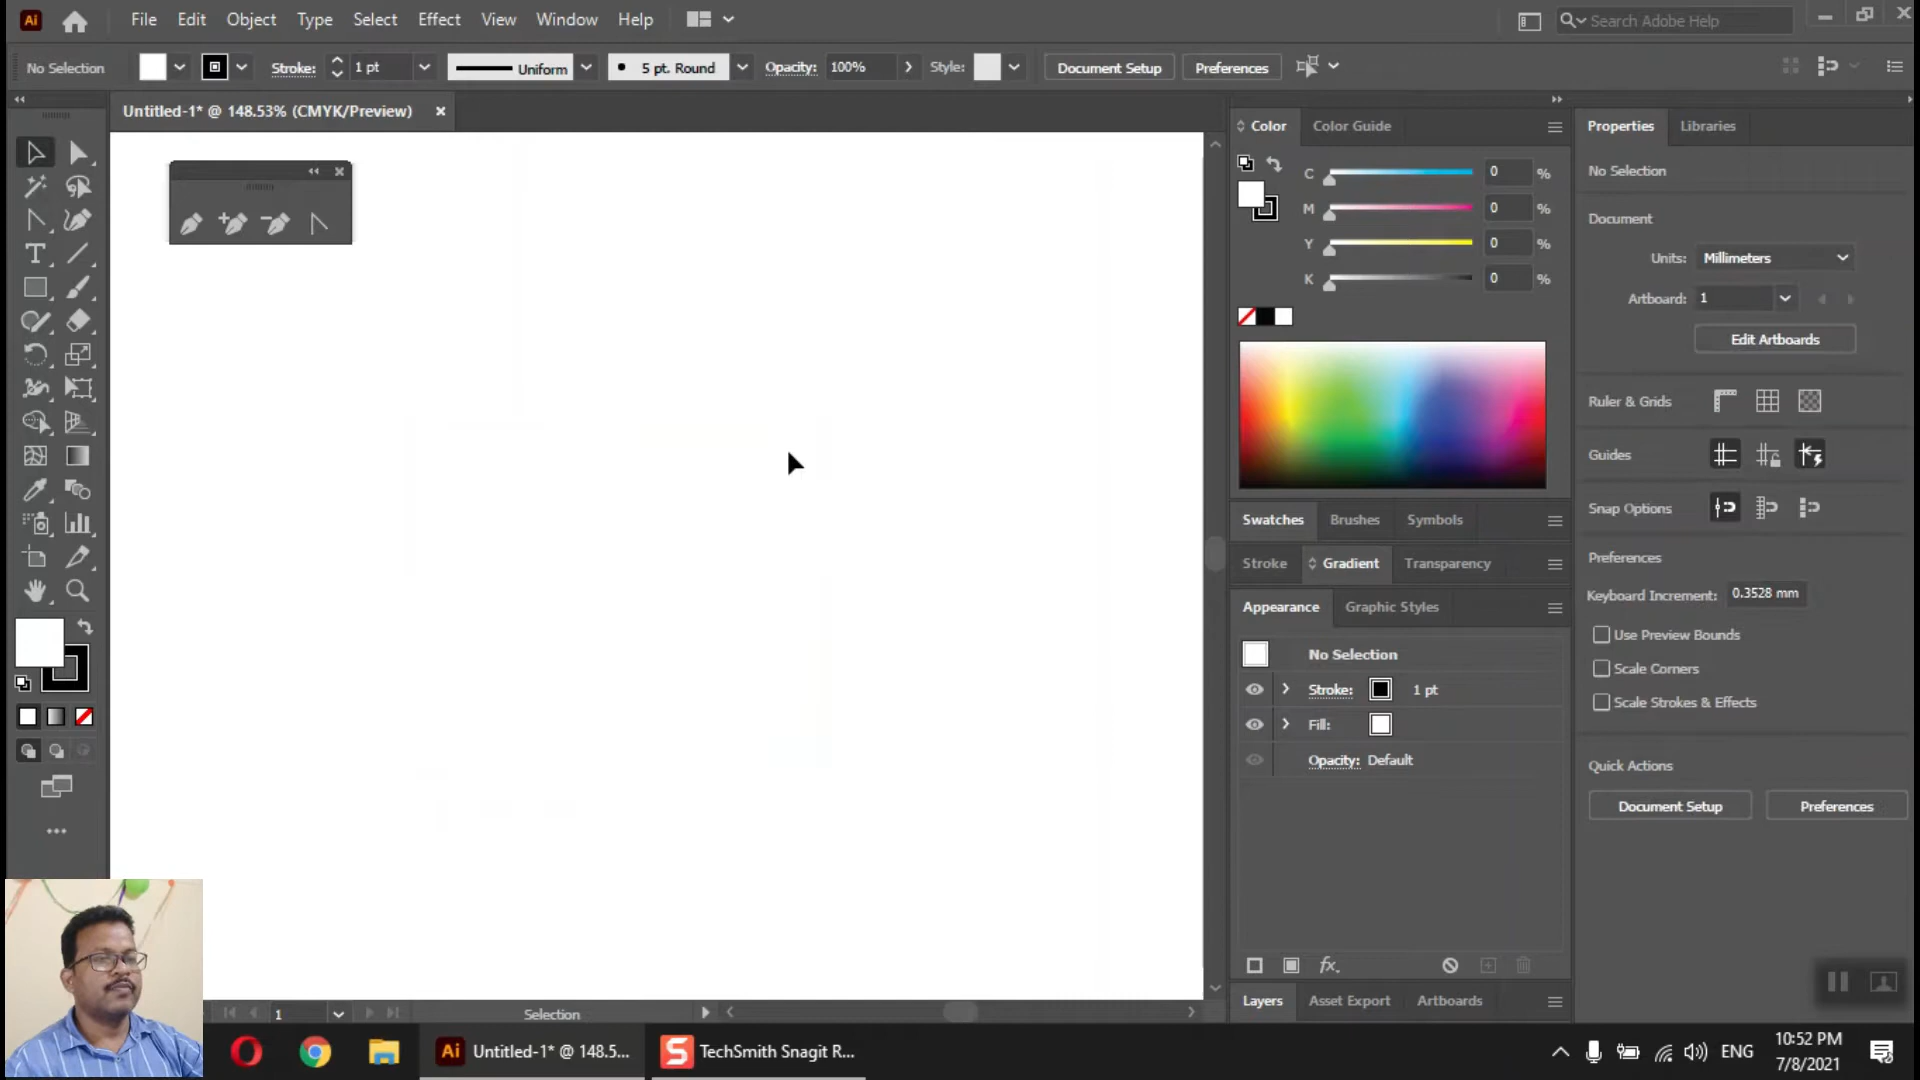 Ai File Edit Object Type Select Effect View Window Help Search Adobe Help
No Selection Stroke: 1 pt Uniform 5 pt. Round Opacity: 100% Style: Document Setup Preferences
Untitled-1* @ 148.53% (CMYK/Preview)
Color Color Guide
C 0 %
M 0 %
Y 0 %
K 0 %
Swatches Brushes Symbols
Stroke Gradient Transparency
Appearance Graphic Styles
No Selection
Stroke: 1 pt
Fill:
Opacity: Default
fx.
Layers Asset Export Artboards
Properties Libraries
No Selection
Document
Units: Millimeters
Artboard: 1
Edit Artboards
Ruler & Grids
Guides
Snap Options
Preferences
Keyboard Increment: 0.3528 mm
Use Preview Bounds
Scale Corners
Scale Strokes & Effects
Quick Actions
Document Setup Preferences
1 Selection
Ai Untitled-1* @ 148.5... S TechSmith Snagit R... ENG 10:52 PM
7/8/2021